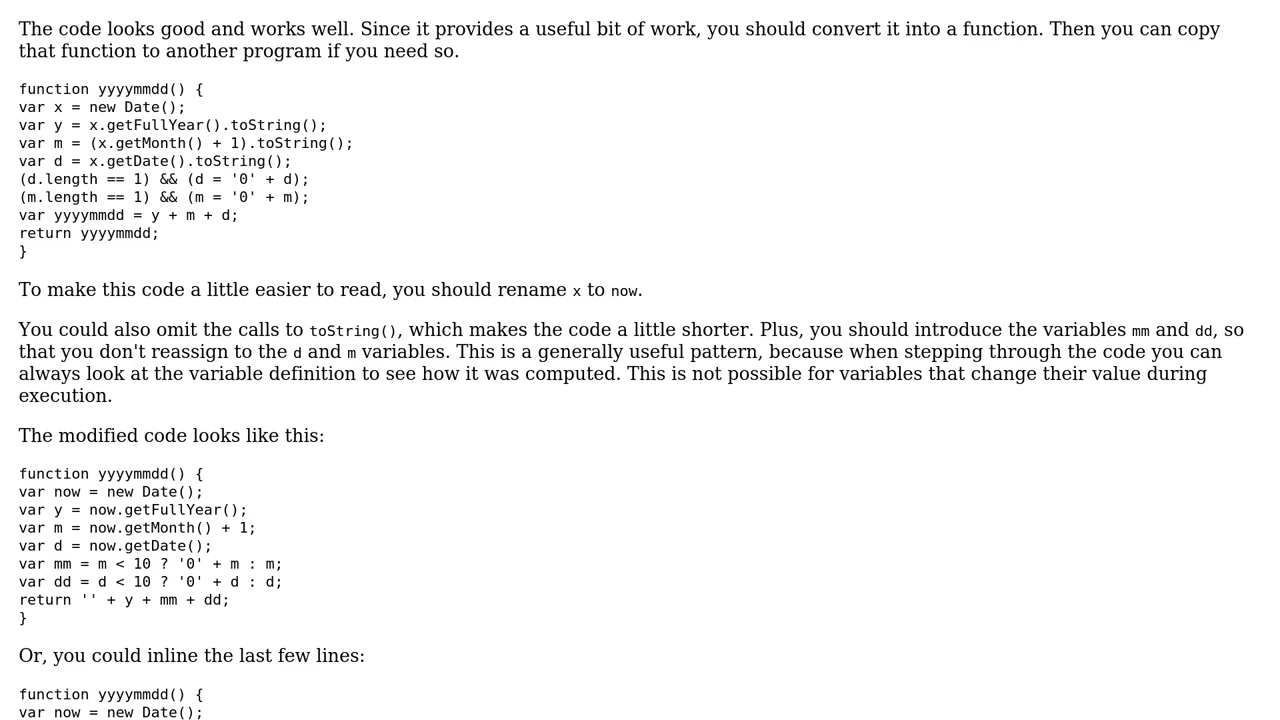 The code looks good and works well. Since it provides a useful bit of work, you should convert it into a function. Then you can copy
that function to another program if you need so.
function yyyymmdd() {
var x = new Date();
var y = x.getFullYear().toString();
var m = (x.getMonth() + 1).toString();
var d = x.getDate().toString();
(d.length == 1) && (d = '0' + d);
(m.length == 1) && (m = '0' + m);
var yyyymmdd = y + m + d;
return yyyymmdd;
}
To make this code a little easier to read, you should rename x to now.
You could also omit the calls to toString(), which makes the code a little shorter. Plus, you should introduce the variables mm and dd, so
that you don't reassign to the d and m variables. This is a generally useful pattern, because when stepping through the code you can
always look at the variable definition to see how it was computed. This is not possible for variables that change their value during
execution.
The modified code looks like this:
function yyyymmdd() {
var now = new Date();
var y = now.getFullYear();
var m = now.getMonth() + 1;
var d = now.getDate();
var mm = m < 10 ? '0' + m : m;
var dd = d < 10 ? '0' + d : d;
return '' + y + mm + dd;
}
Or, you could inline the last few lines:
function yyyymmdd() {
var now = new Date();